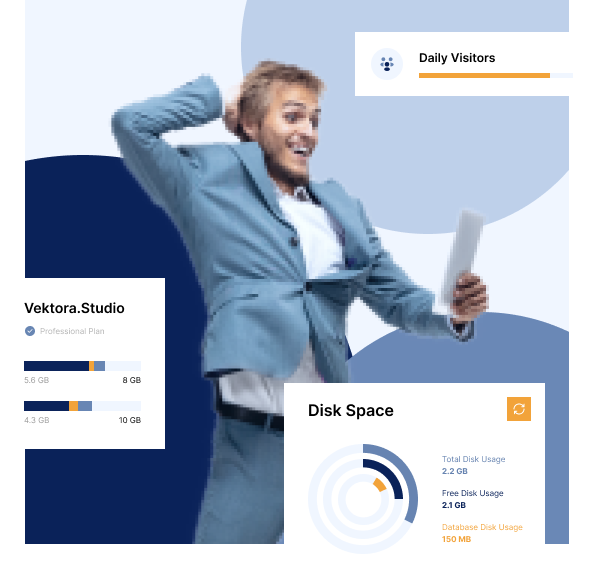 Daily Visitors
Vektora.Studio
Professional Plan
5.6 GB 8 GB
4.3 GB 10 GB
Disk Space
Total Disk Usage
2.2 GB
Free Disk Usage
2.1 GB
Database Disk Usage
150 MB